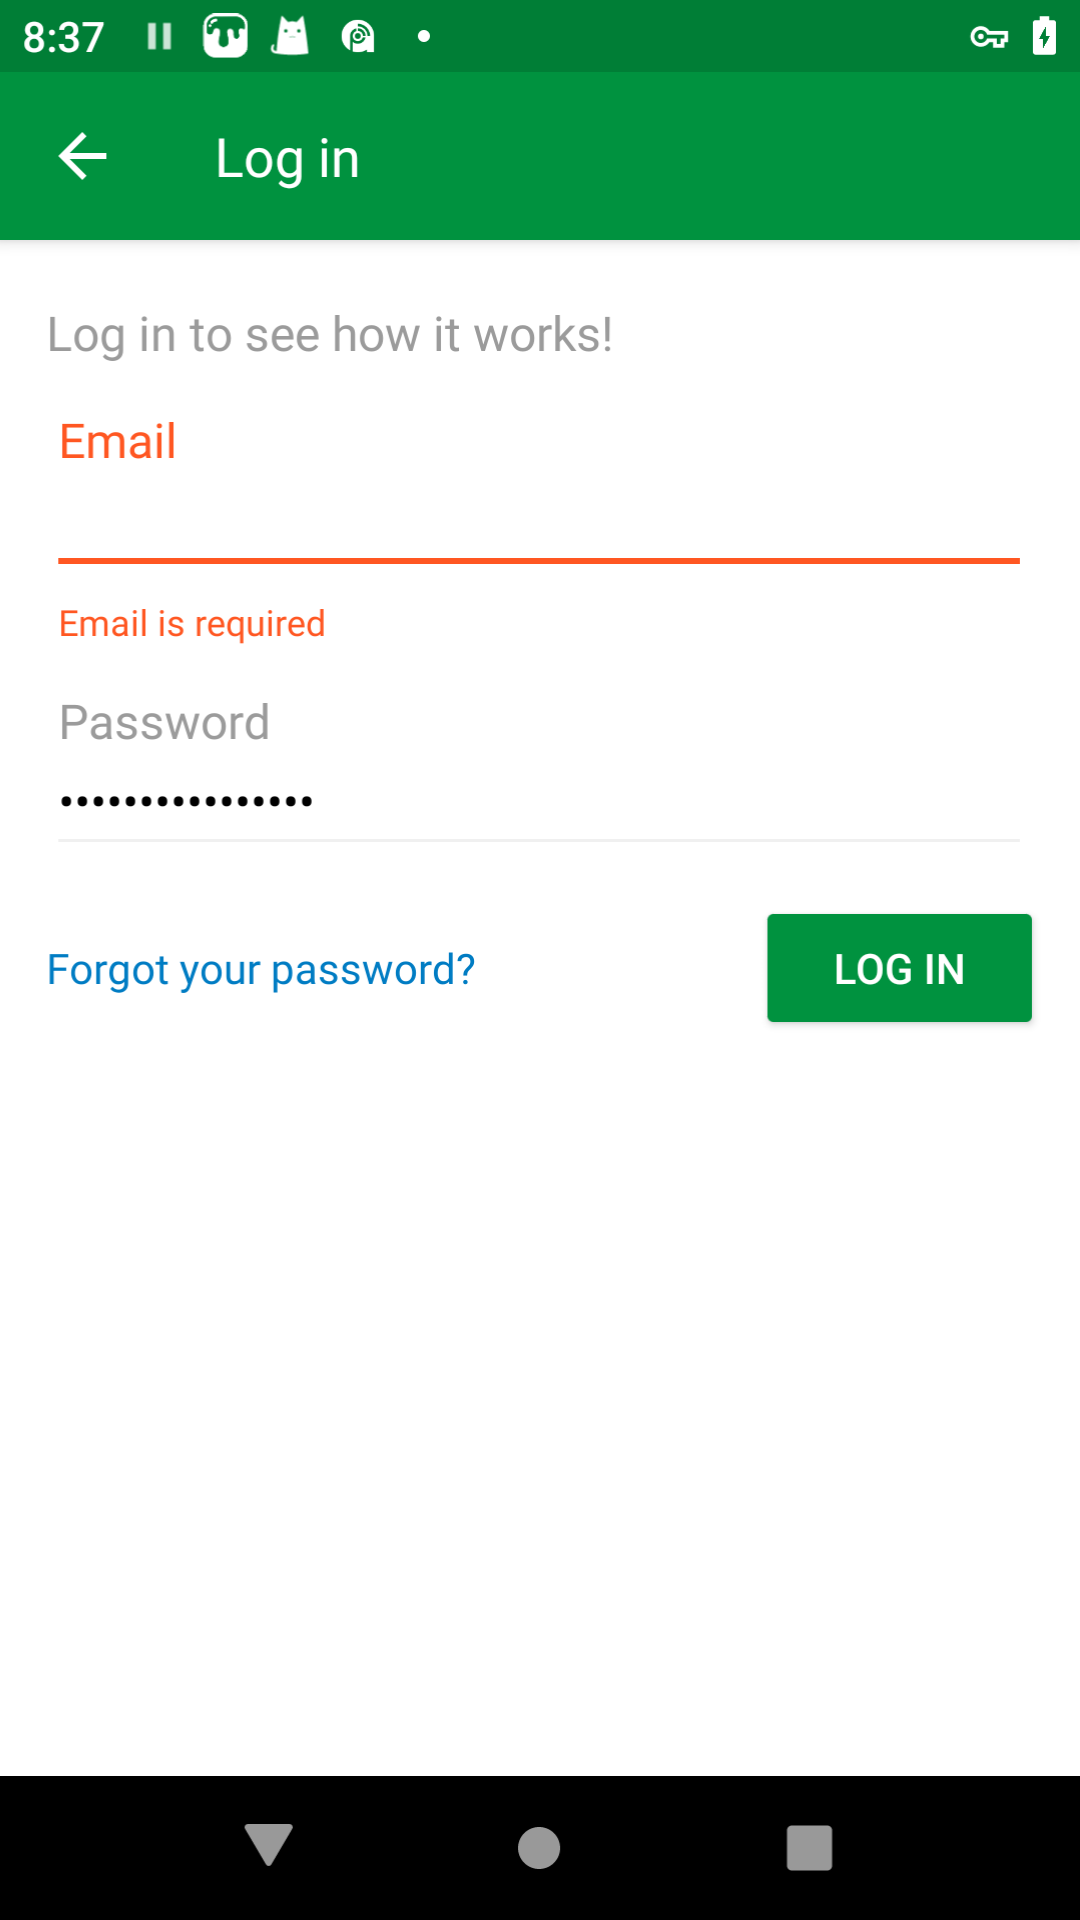 8:37
Log in
Log in to see how it works!
Email
Email is required
Password
••••••••••••••••
Forgot your password?
LOG IN